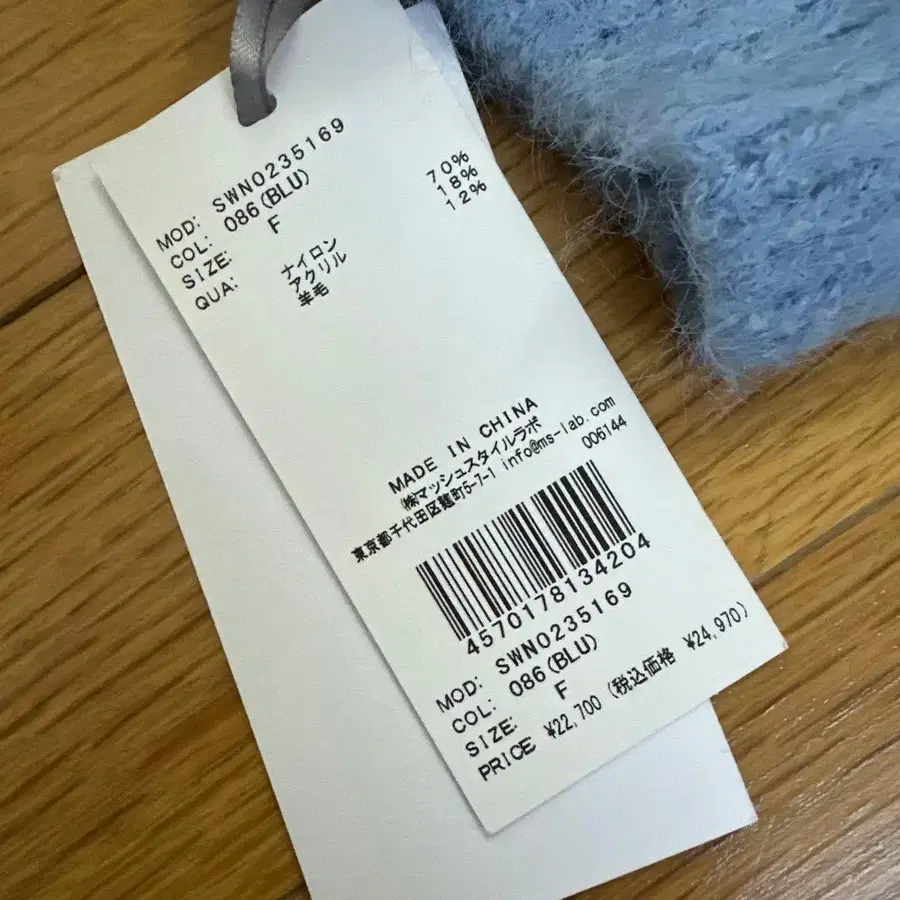 MOD: SWN0235169
COL: 086(BLU)
SIZE: F
QUA: ナイロン 70%
アクリル 18%
羊毛 12%
MADE IN CHINA
㈱マッシュスタイルラボ
東京都千代田区麹町5-7-1 info@ms-lab.com
006144
4570178134204
MOD: SWN0235169
COL: 086(BLU)
SIZE: F
PRICE ¥22,700 (税込価格 ¥24,970)